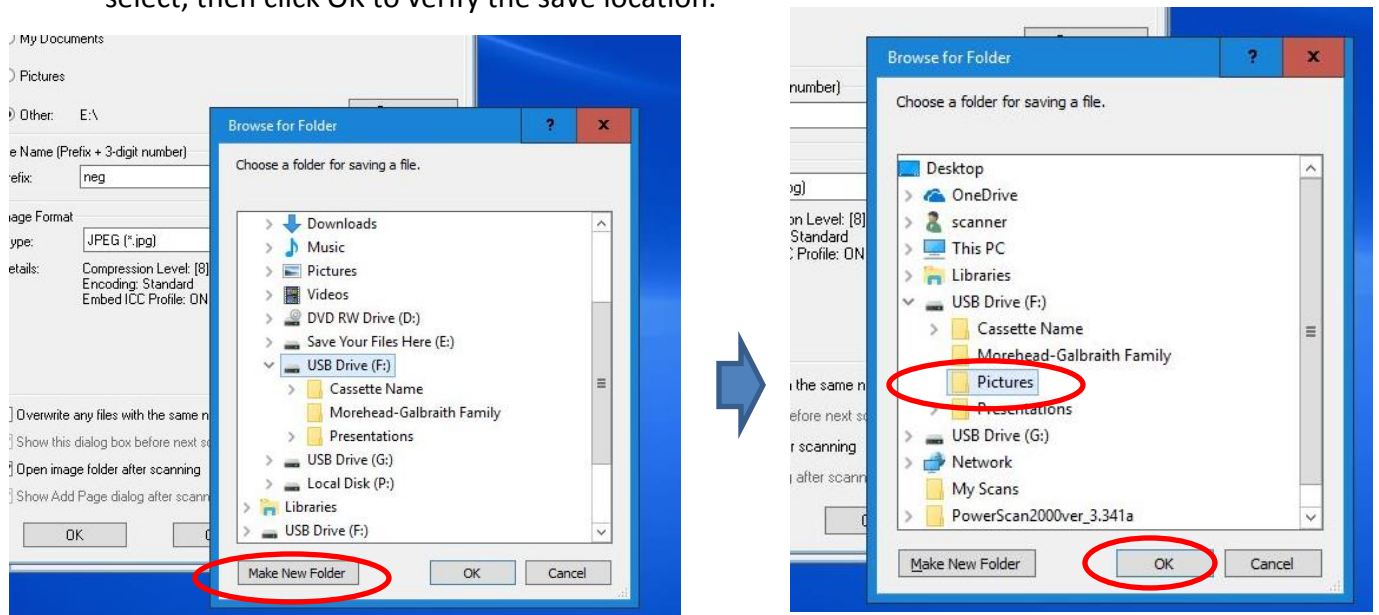 select, then click OK to verify the save location.
My Documents
Pictures
Other: E:\
e Name (Prefix + 3-digit number)
refix: neg
age Format
ype: JPEG (*.jpg)
etails: Compression Level: [8]
Encoding: Standard
Embed ICC Profile: ON
Overwrite any files with the same n
Show this dialog box before next sc
Open image folder after scanning
Show Add Page dialog after scann
OK
Browse for Folder ? x
Choose a folder for saving a file.
Downloads
Music
Pictures
Videos
DVD RW Drive (D:)
Save Your Files Here (E:)
USB Drive (F:)
Cassette Name
Morehead-Galbraith Family
Presentations
USB Drive (G:)
Local Disk (P:)
Libraries
USB Drive (F:)
Make New Folder OK Cancel
number)
pg)
on Level: [8]
Standard
C Profile: ON
the same n
efore next sc
r scanning
after scann
Browse for Folder ? x
Choose a folder for saving a file.
Desktop
OneDrive
scanner
This PC
Libraries
USB Drive (F:)
Cassette Name
Morehead-Galbraith Family
Pictures
Presentations
USB Drive (G:)
Network
My Scans
PowerScan2000ver_3.341a
Make New Folder OK Cancel